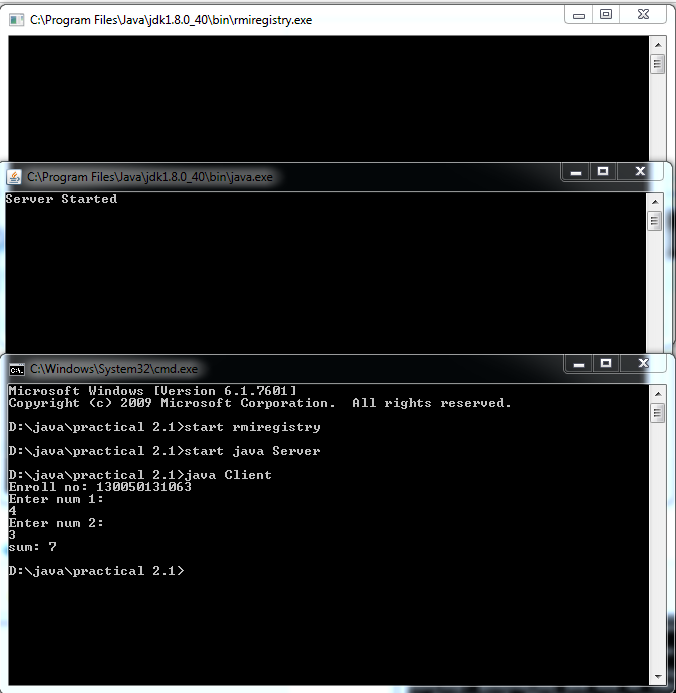 C:\Program Files\Java\jdk1.8.0_40\bin\rmiregistry.exe
C:\Program Files\Java\jdk1.8.0_40\bin\java.exe
Server Started
C:\Windows\System32\cmd.exe
Microsoft Windows [Version 6.1.7601]
Copyright (c) 2009 Microsoft Corporation.  All rights reserved.
D:\java\practical 2.1>start rmiregistry
D:\java\practical 2.1>start java Server
D:\java\practical 2.1>java Client
Enroll no: 130050131063
Enter num 1:
4
Enter num 2:
3
sum: 7
D:\java\practical 2.1>